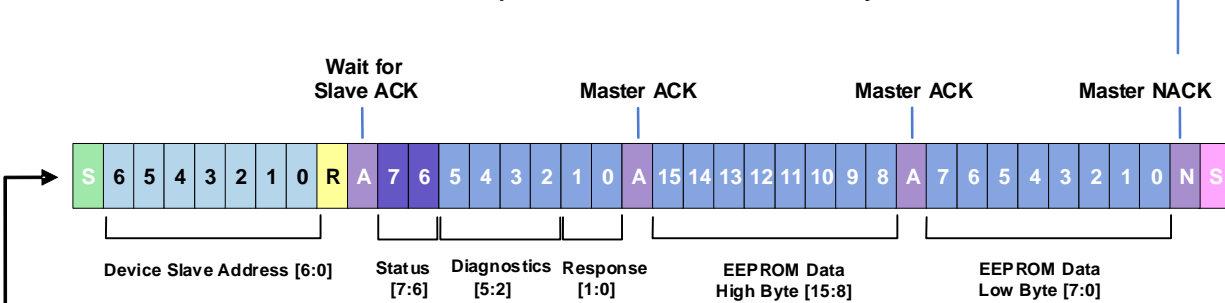 Wait for
Slave ACK
Master ACK
Master ACK
Master NACK
S 6 5 4 3 2 1 0 R A 7 6 5 4 3 2 1 0 A 15 14 13 12 11 10 9 8 A 7 6 5 4 3 2 1 0 N S
Device Slave Address [6:0]
Status
[7:6]
Diagnostics
[5:2]
Response
[1:0]
EEPROM Data
High Byte [15:8]
EEPROM Data
Low Byte [7:0]